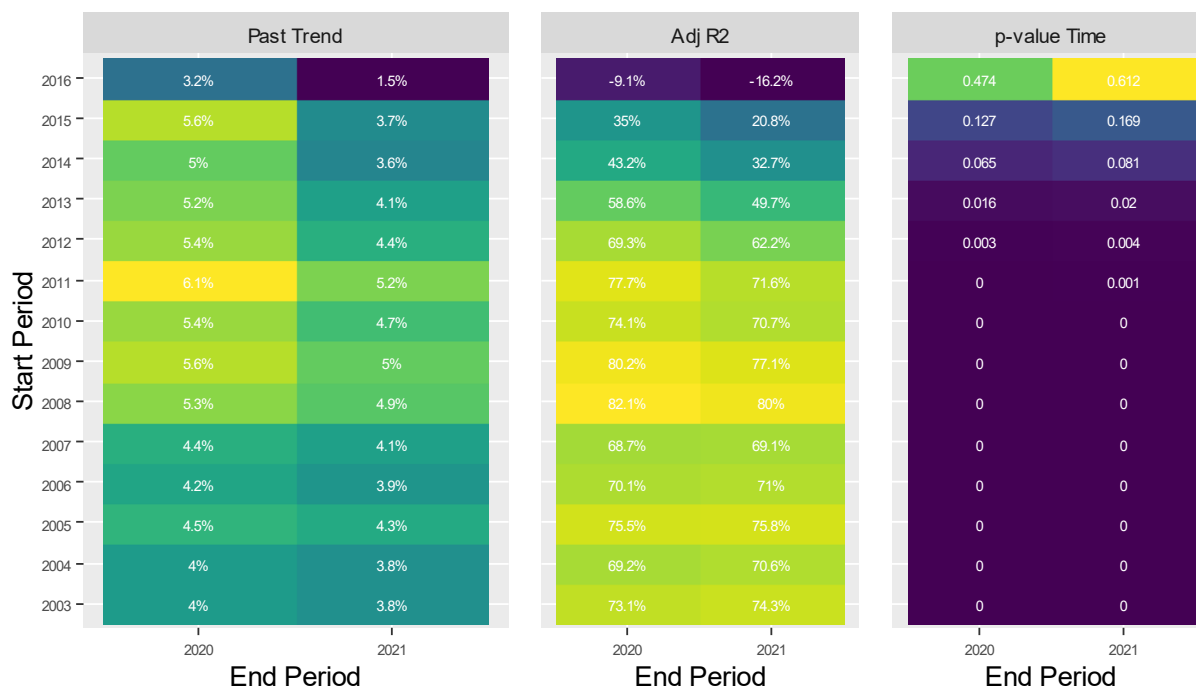 Past Trend Adj R2 p-value Time
2016 3.2% 1.5% -9.1% -16.2% 0.474 0.612
2015 5.6% 3.7% 35% 20.8% 0.127 0.169
2014 5% 3.6% 43.2% 32.7% 0.065 0.081
2013 5.2% 4.1% 58.6% 49.7% 0.016 0.02
2012 5.4% 4.4% 69.3% 62.2% 0.003 0.004
2011 6.1% 5.2% 77.7% 71.6% 0 0.001
2010 5.4% 4.7% 74.1% 70.7% 0 0
2009 5.6% 5% 80.2% 77.1% 0 0
2008 5.3% 4.9% 82.1% 80% 0 0
2007 4.4% 4.1% 68.7% 69.1% 0 0
2006 4.2% 3.9% 70.1% 71% 0 0
2005 4.5% 4.3% 75.5% 75.8% 0 0
2004 4% 3.8% 69.2% 70.6% 0 0
2003 4% 3.8% 73.1% 74.3% 0 0
Start Period
2020 2021 2020 2021 2020 2021
End Period End Period End Period